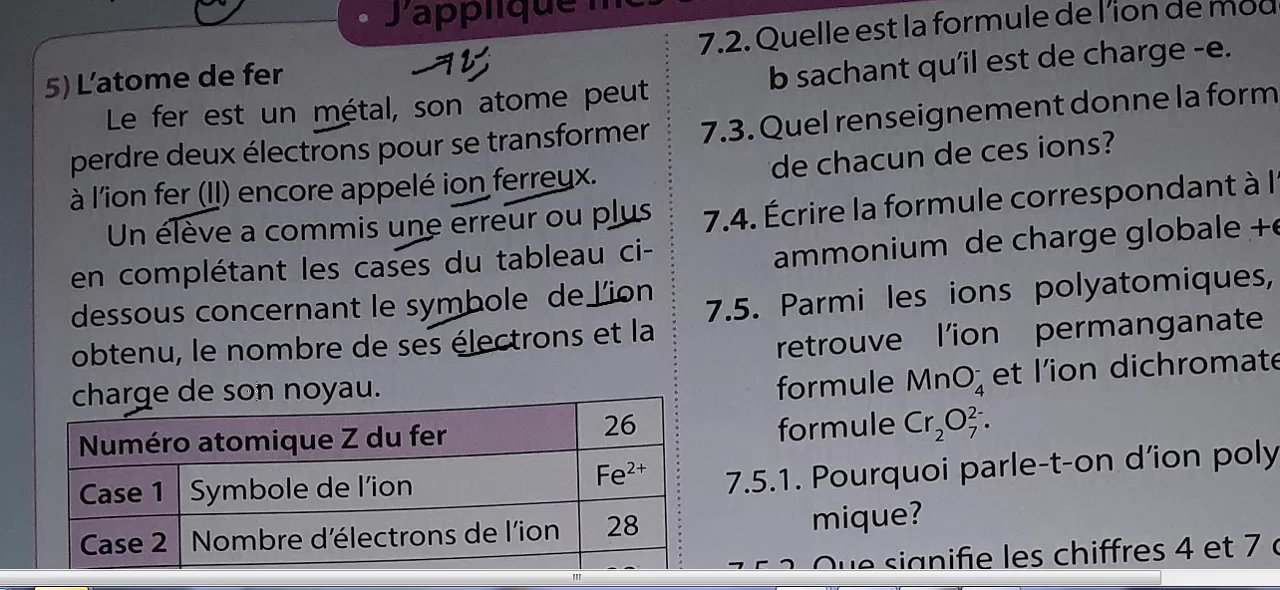 J'applique
5) L'atome de fer
Le fer est un métal, son atome peut
perdre deux électrons pour se transformer
à l'ion fer (II) encore appelé ion ferreux.
Un élève a commis une erreur ou plus
en complétant les cases du tableau ci-
dessous concernant le symbole de l'ion
obtenu, le nombre de ses électrons et la
charge de son noyau.
Numéro atomique Z du fer 26
Case 1 Symbole de l'ion Fe²⁺
Case 2 Nombre d'électrons de l'ion 28
7.2. Quelle est la formule de l'ion de
b sachant qu'il est de charge -e.
7.3. Quel renseignement donne la
de chacun de ces ions?
7.4. Écrire la formule correspondant à
ammonium de charge globale
7.5. Parmi les ions polyatomiques,
retrouve l'ion permanganate
formule MnO₄⁻ et l'ion dichromate
formule Cr₂O₇²⁻.
7.5.1. Pourquoi parle-t-on d'ion poly
mique?
Que signifie les chiffres 4 et 7